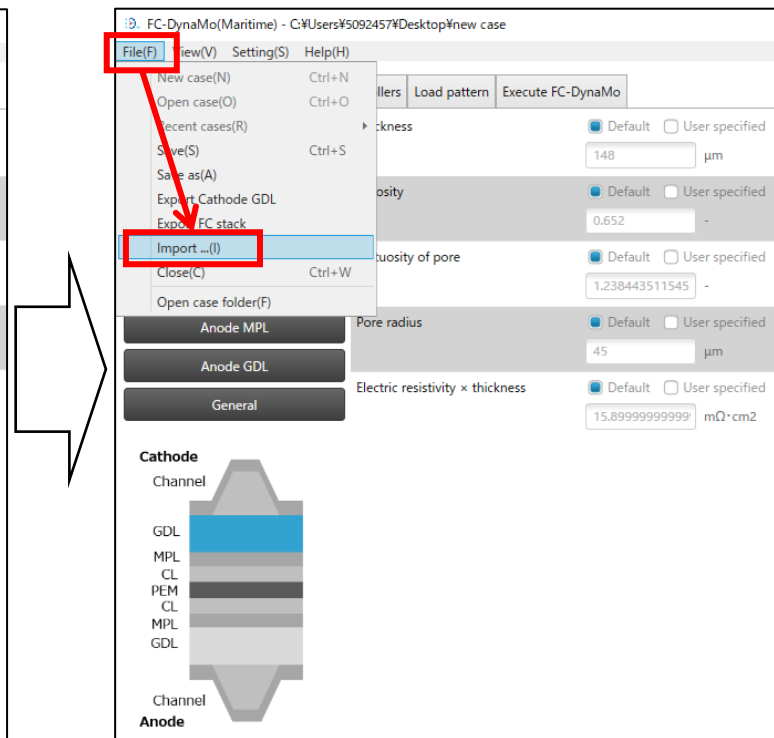 FC-DynaMo(Maritime) - C:¥Users¥5092457¥Desktop¥new case
File(F) View(V) Setting(S) Help(H)
New case(N) Ctrl+N
Open case(O) Ctrl+O
Recent cases(R)
Save(S) Ctrl+S
Save as(A)
Export Cathode GDL
Export FC stack
Import ...(I)
Close(C) Ctrl+W
Open case folder(F)
Load pattern Execute FC-DynaMo
Default User specified
148 μm
Default User specified
0.652 -
of pore Default User specified
1.238443511545 -
Anode MPL
Pore radius Default User specified
45 μm
Anode GDL
Electric resistivity × thickness Default User specified
15.89999999999 mΩ·cm2
General
Cathode
Channel
GDL
MPL
CL
PEM
CL
MPL
GDL
Channel
Anode